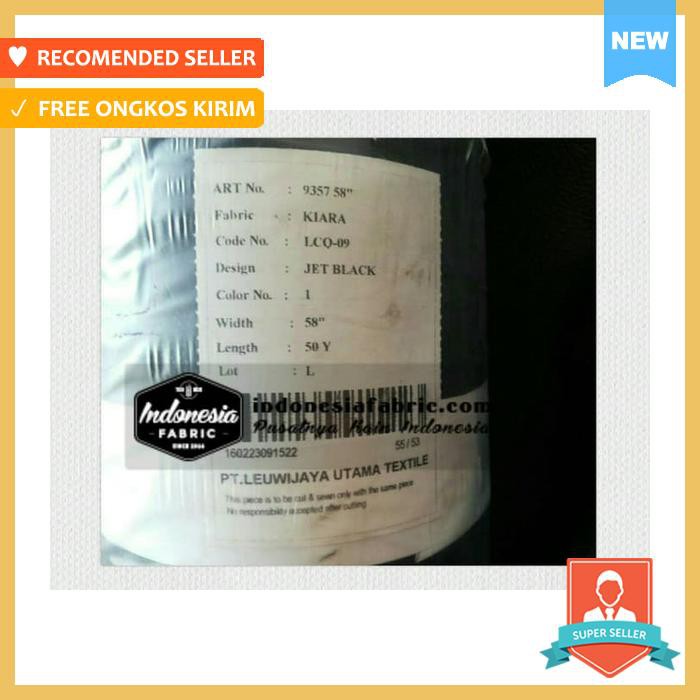 RECOMENDED SELLER
NEW
FREE ONGKOS KIRIM
ART No. : 9357 58"
Fabric : KIARA
Code No. : LCQ-09
Design : JET BLACK
Color No. : 1
Width : 58"
Length : 50 Y
Lot : L
Indonesia
FABRIC
SINCE 2004
indonesiafabric.com
Pusatnya Kain Indonesia
160223091522
55 / 53
PT.LEUWIJAYA UTAMA TEXTILE
This piece is to be cut & sewn only with the same piece
No responsibility is accepted after cutting
SUPER SELLER